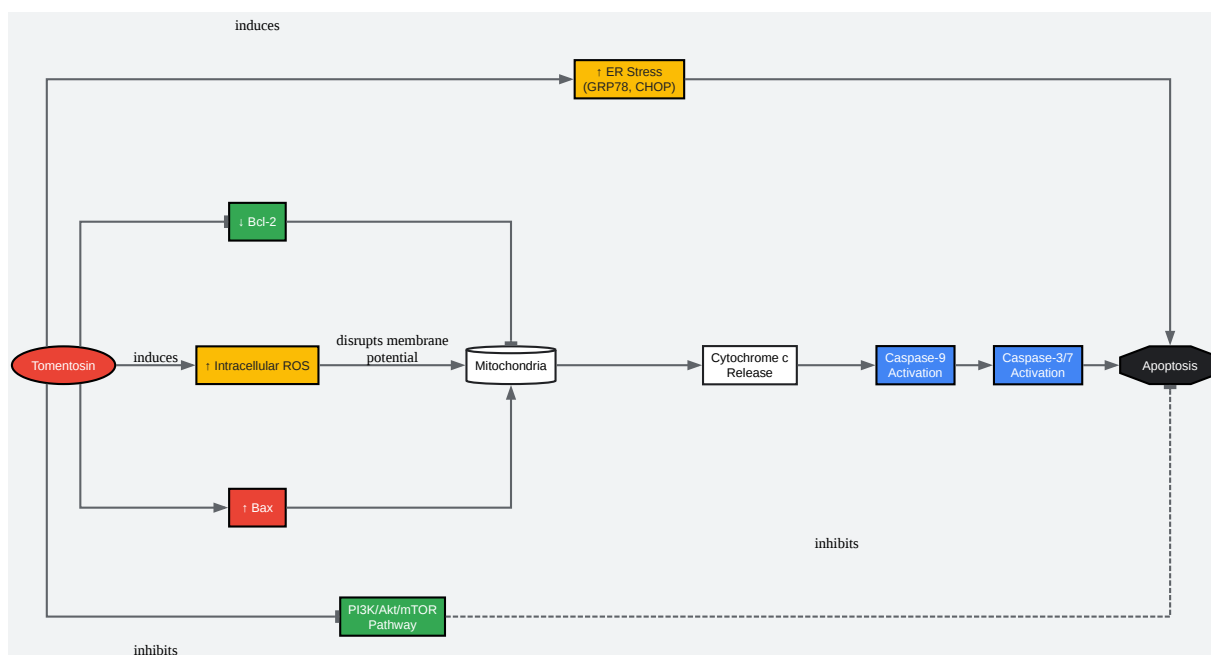 induces
↑ ER Stress
(GRP78, CHOP)
↓ Bcl-2
Tomentosin
induces
↑ Intracellular ROS
disrupts membrane
potential
Mitochondria
Cytochrome c
Release
Caspase-9
Activation
Caspase-3/7
Activation
Apoptosis
↑ Bax
inhibits
PI3K/Akt/mTOR
Pathway
inhibits